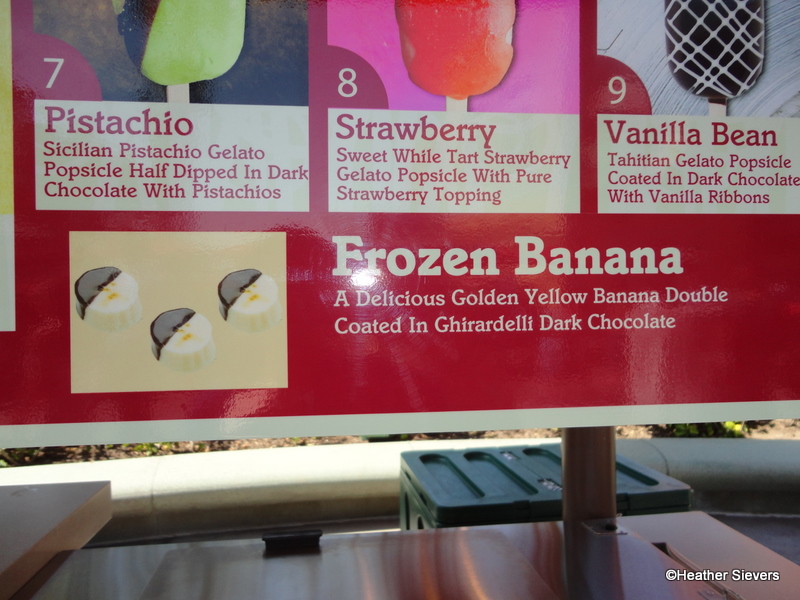 7
Pistachio
Sicilian Pistachio Gelato
Popsicle Half Dipped In Dark
Chocolate With Pistachios
8
Strawberry
Sweet While Tart Strawberry
Gelato Popsicle With Pure
Strawberry Topping
9
Vanilla Bean
Tahitian Gelato Popsicle
Coated In Dark Chocolate
With Vanilla Ribbons
Frozen Banana
A Delicious Golden Yellow Banana Double
Coated In Ghirardelli Dark Chocolate
©Heather Sievers